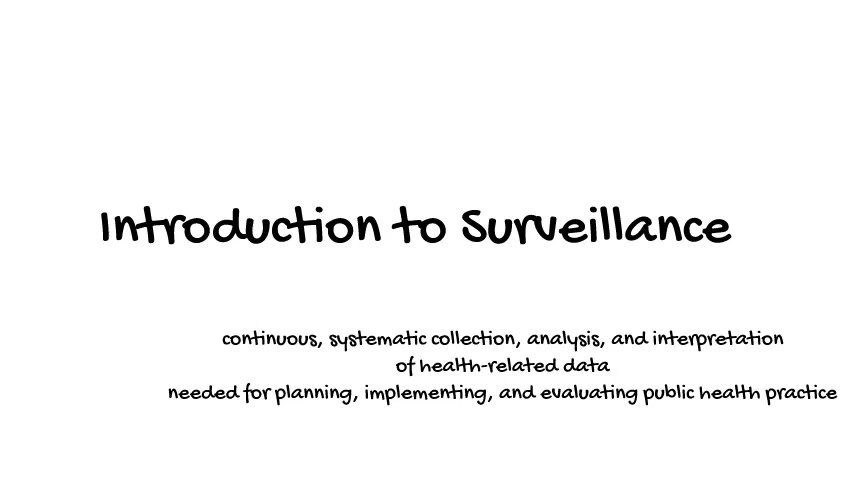 Introduction to Surveillance
continuous, systematic collection, analysis, and interpretation
of health-related data
needed for planning, implementing, and evaluating public health practice